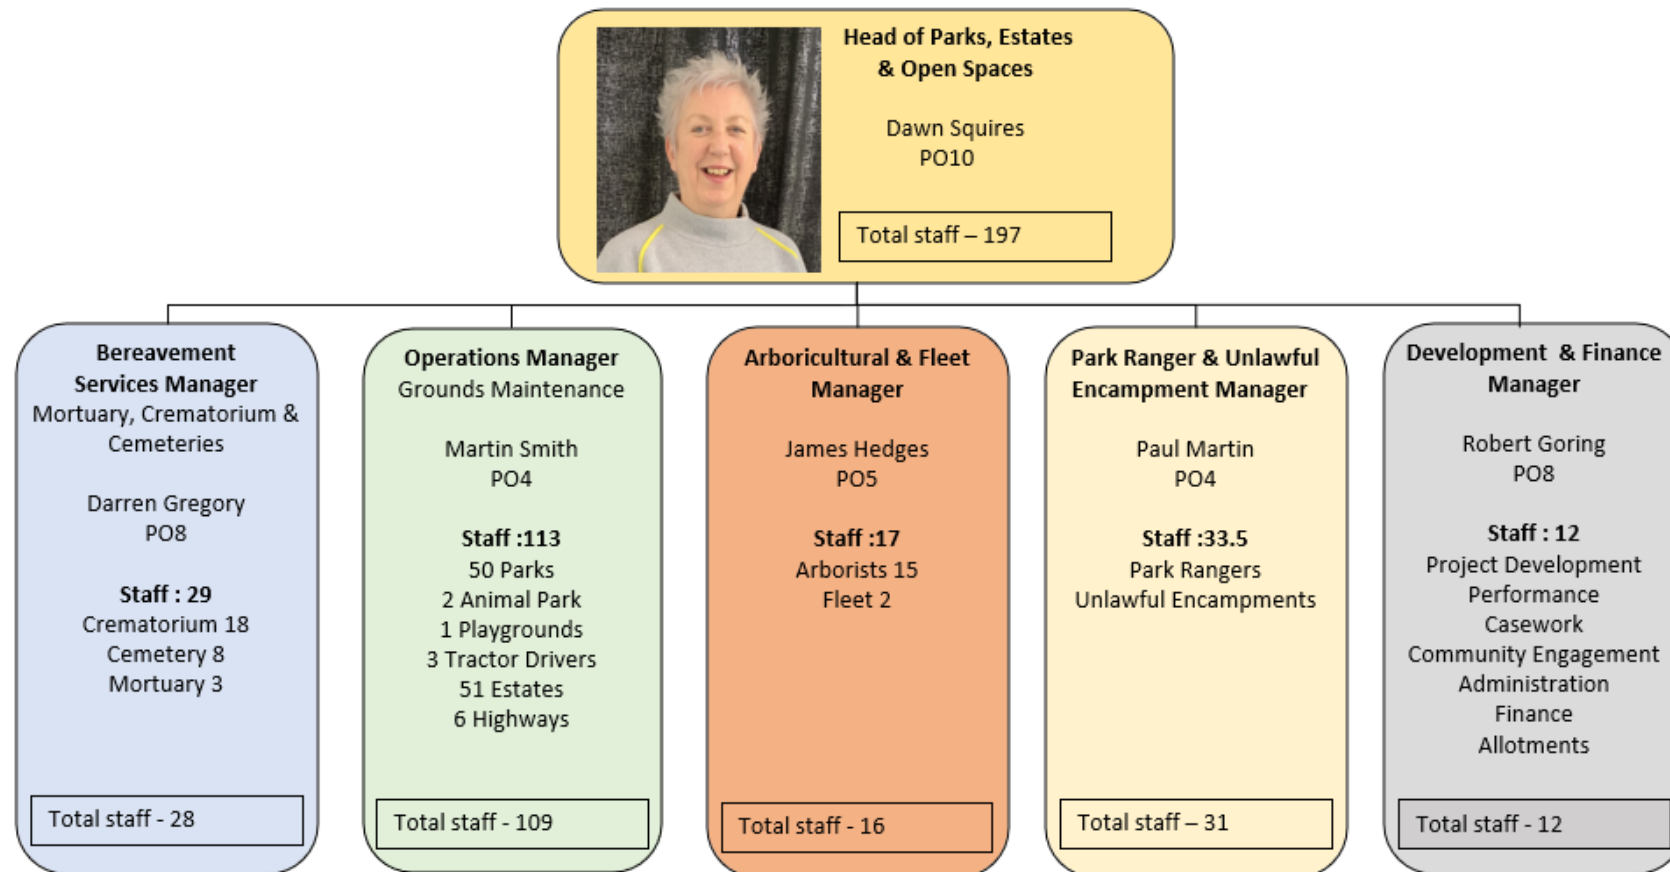 Head of Parks, Estates
& Open Spaces
Dawn Squires
PO10
Total staff – 197
Bereavement
Services Manager
Mortuary, Crematorium &
Cemeteries
Darren Gregory
PO8
Staff : 29
Crematorium 18
Cemetery 8
Mortuary 3
Total staff - 28
Operations Manager
Grounds Maintenance
Martin Smith
PO4
Staff :113
50 Parks
2 Animal Park
1 Playgrounds
3 Tractor Drivers
51 Estates
6 Highways
Total staff - 109
Arboricultural & Fleet
Manager
James Hedges
PO5
Staff :17
Arborists 15
Fleet 2
Total staff - 16
Park Ranger & Unlawful
Encampment Manager
Paul Martin
PO4
Staff :33.5
Park Rangers
Unlawful Encampments
Total staff – 31
Development  & Finance
Manager
Robert Goring
PO8
Staff : 12
Project Development
Performance
Casework
Community Engagement
Administration
Finance
Allotments
Total staff - 12